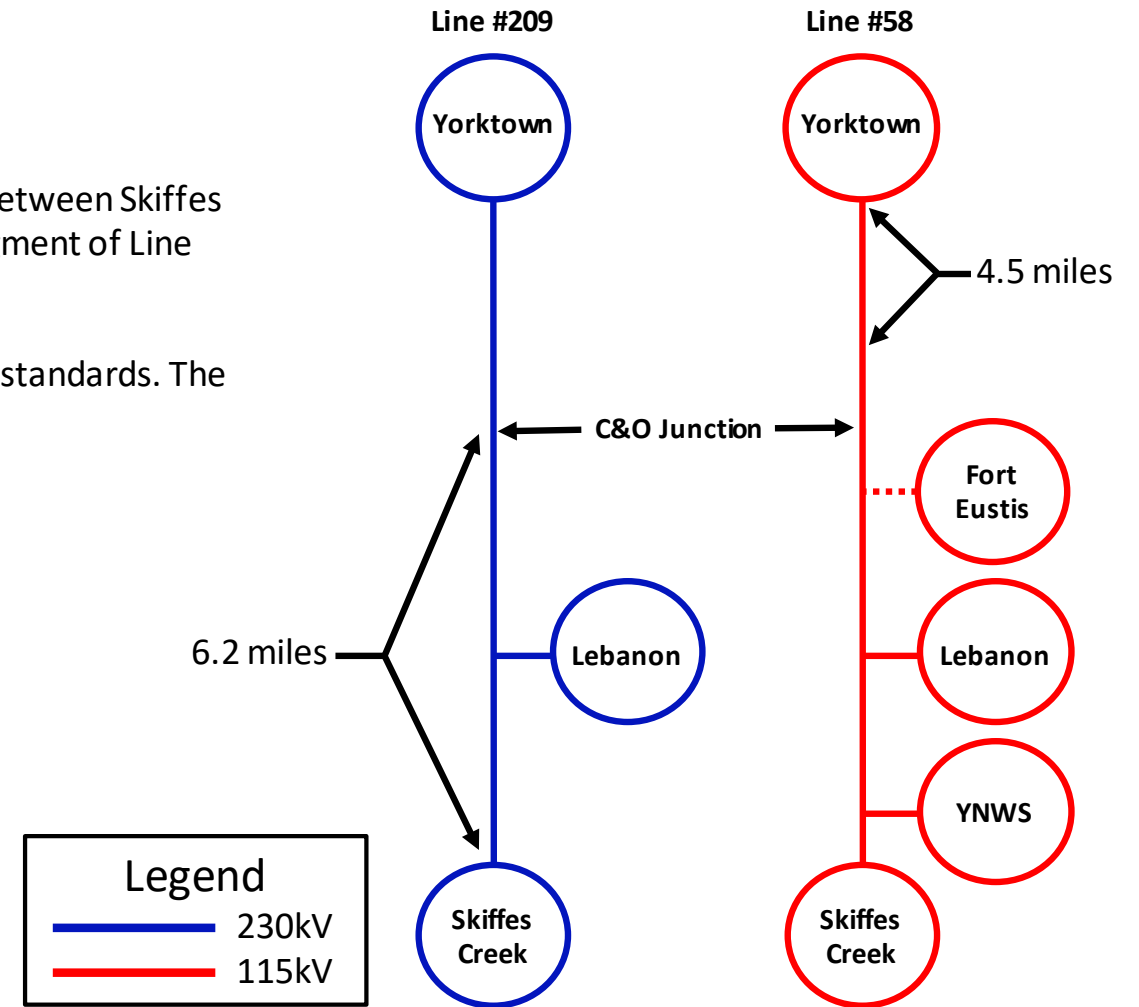 Line #209
Line #58
Yorktown
Yorktown
etween Skiffes
rment of Line
4.5 miles
standards. The
C&O Junction
Fort
Eustis
6.2 miles
Lebanon
Lebanon
YNWS
Legend
230kV
115kV
Skiffes
Creek
Skiffes
Creek